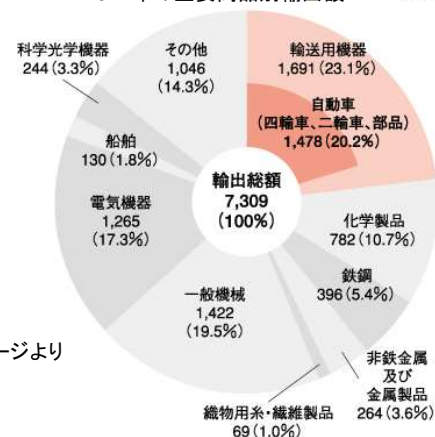 輸送用機器
1,691(23.1%)
自動車
(四輪車、二輪車、部品)
1,478(20.2%)
化学製品
782(10.7%)
鉄鋼
396(5.4%)
非鉄金属
及び
金属製品
264(3.6%)
織物用糸・繊維製品
69(1.0%)
一般機械
1,422
(19.5%)
電気機器
1,265
(17.3%)
船舶
130(1.8%)
科学光学機器
244(3.3%)
その他
1,046
(14.3%)
輸出総額
7,309
(100%)
ージより